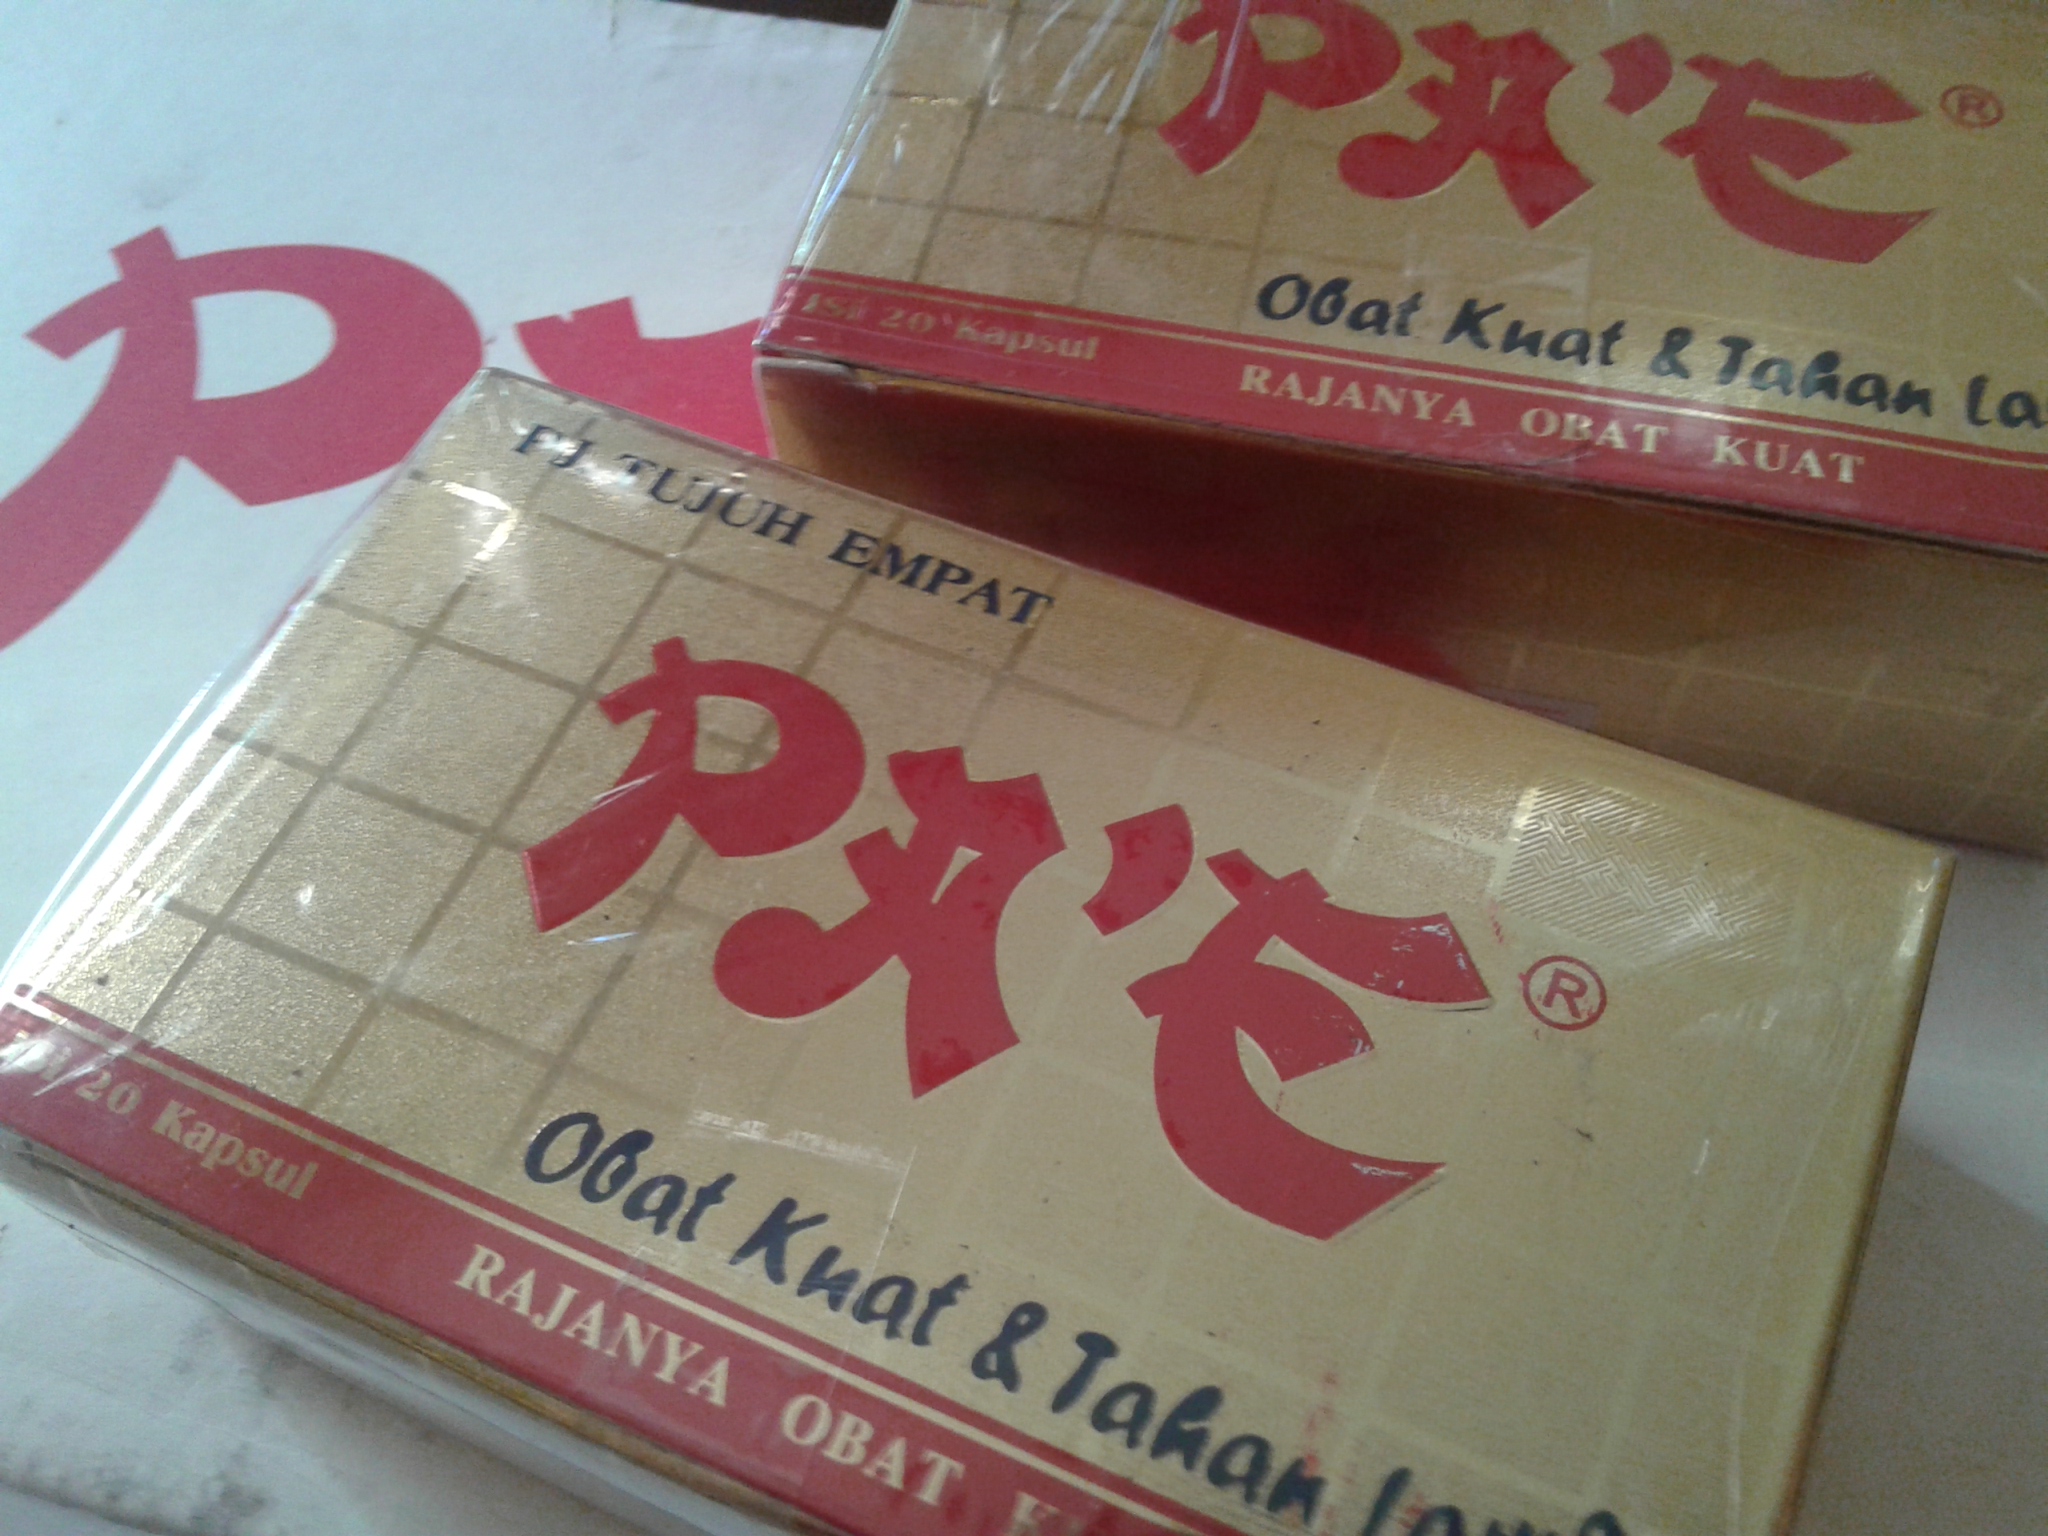 PA'E ®
Obat Kuat & Tahan La
ISI 20 Kapsul
RAJANYA OBAT KUAT
P
PJ. TUJUH EMPAT
PA'E ®
Obat Kuat & Tahan Lama
ISI 20 Kapsul
RAJANYA OBAT K